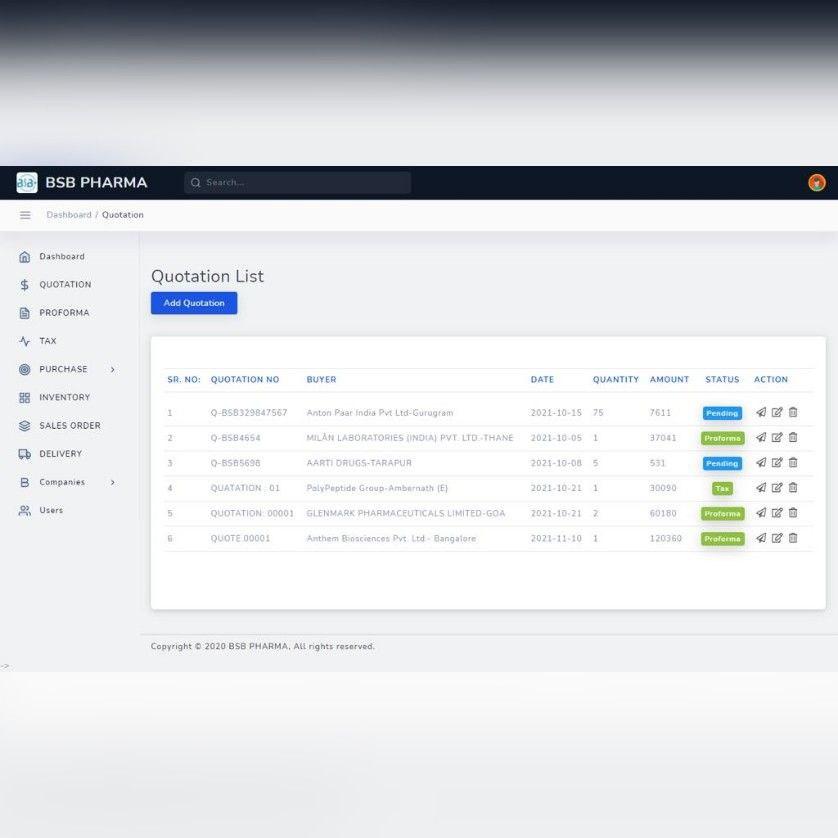 BSB PHARMA Search...
Dashboard / Quotation
Dashboard
QUOTATION
PROFORMA
TAX
PURCHASE
INVENTORY
SALES ORDER
DELIVERY
Companies
Users
Quotation List
Add Quotation
SR. NO: QUOTATION NO BUYER DATE QUANTITY AMOUNT STATUS ACTION
1 Q-BSB329847567 Anton Paar India Pvt Ltd-Gurugram 2021-10-15 75 7611 Pending
2 Q-BSB4654 MILÀN LABORATORIES (INDIA) PVT. LTD.-THANE 2021-10-05 1 37041 Proforma
3 Q-BSB5698 AARTI DRUGS-TARAPUR 2021-10-08 5 531 Pending
4 QUATATION : 01 PolyPeptide Group-Ambernath (E) 2021-10-21 1 30090 Tax
5 QUOTATION: 00001 GLENMARK PHARMACEUTICALS LIMITED-GOA 2021-10-21 2 60180 Proforma
6 QUOTE 00001 Anthem Biosciences Pvt. Ltd.- Bangalore 2021-11-10 1 120360 Proforma
Copyright © 2020 BSB PHARMA, All rights reserved.
-->